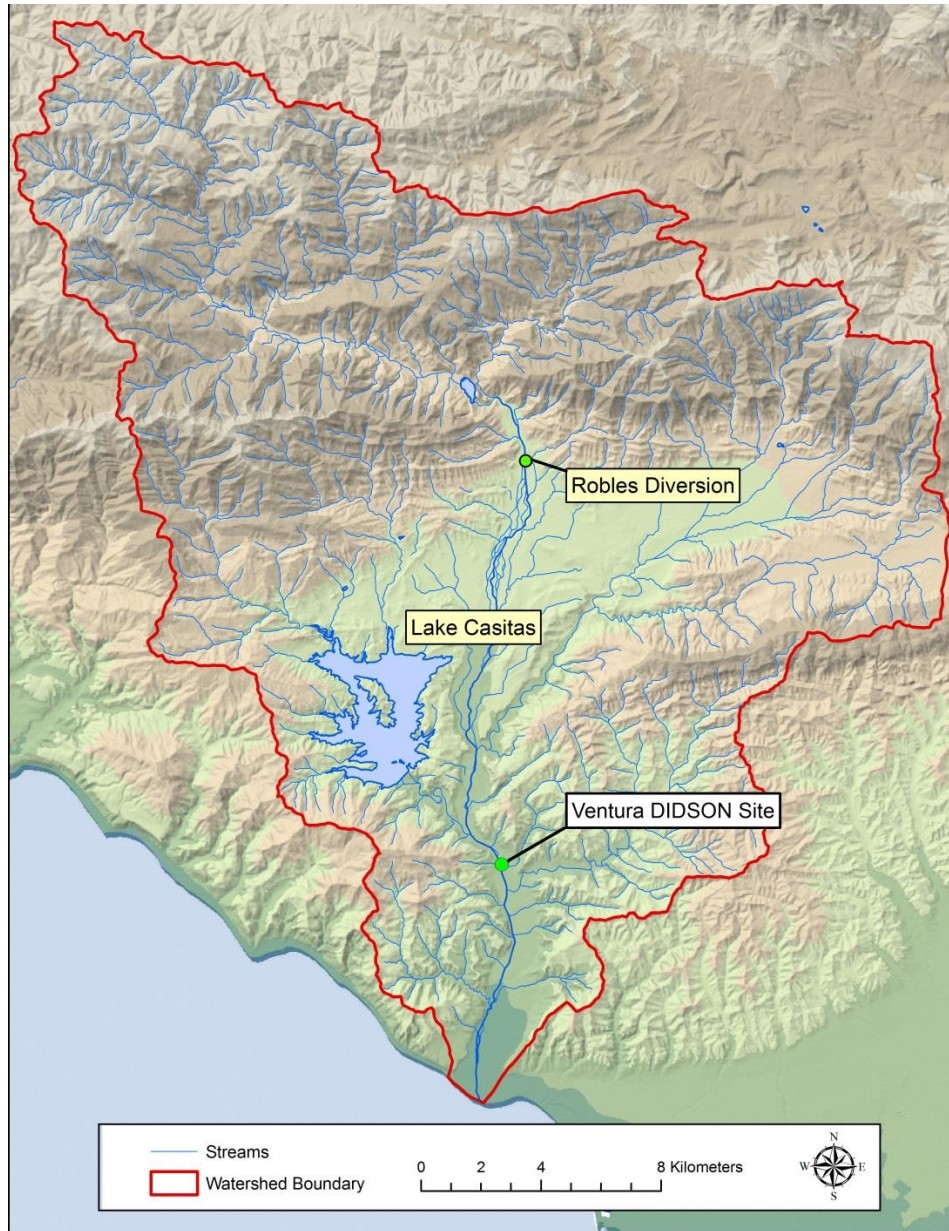 Robles Diversion
Lake Casitas
Ventura DIDSON Site
Streams
Watershed Boundary
0 2 4 8 Kilometers
N
W E
S